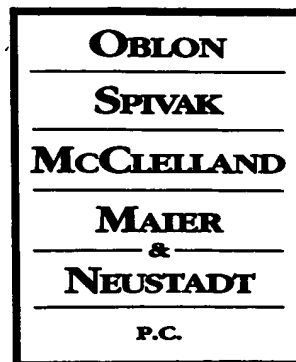 OBLON
SPIVAK
MCCLELLAND
MAIER
&
NEUSTADT
P.C.